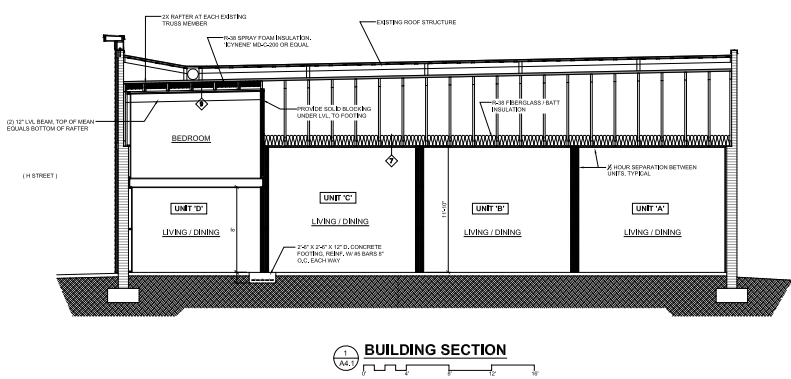 2X RAFTER AT EACH EXISTING
TRUSS MEMBER
R-38 SPRAY FOAM INSULATION.
'ICYNENE' MD-C-200 OR EQUAL
EXISTING ROOF STRUCTURE
(2) 12" LVL BEAM, TOP OF MEAN
EQUALS BOTTOM OF RAFTER
PROVIDE SOLID BLOCKING
UNDER LVL, TO FOOTING
R-38 FIBERGLASS / BATT
INSULATION
BEDROOM
7
HOUR SEPARATION BETWEEN
UNITS, TYPICAL
( H STREET )
UNIT 'D'
LIVING / DINING
UNIT 'C'
LIVING / DINING
11'-10"
UNIT 'B'
LIVING / DINING
UNIT 'A'
LIVING / DINING
2'-6" X 2'-6" X 12" D. CONCRETE
FOOTING, REINF. W/ #5 BARS 8"
O.C. EACH WAY
1
A4.1
BUILDING SECTION
0' 4' 8' 12' 16'